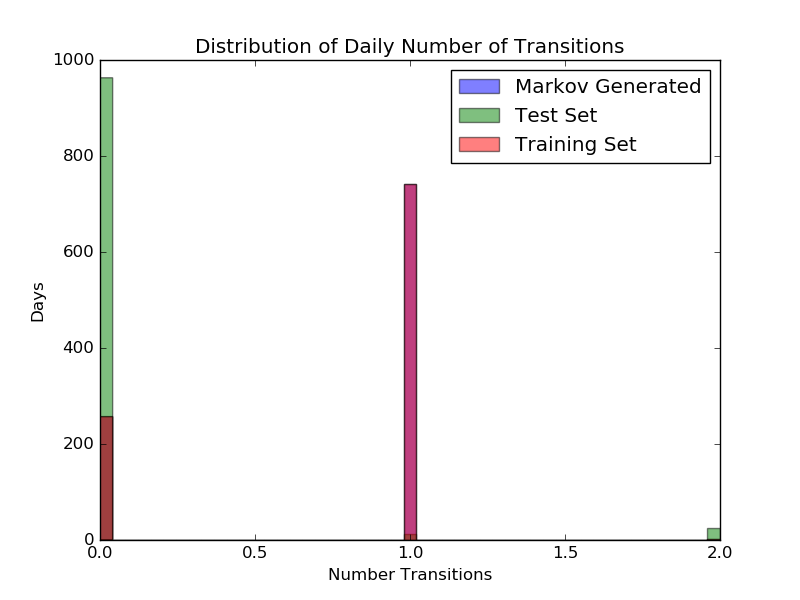 Distribution of Daily Number of Transitions
1000
800
600
400
200
0
Days
Markov Generated
Test Set
Training Set
0.0 0.5 1.0 1.5 2.0
Number Transitions